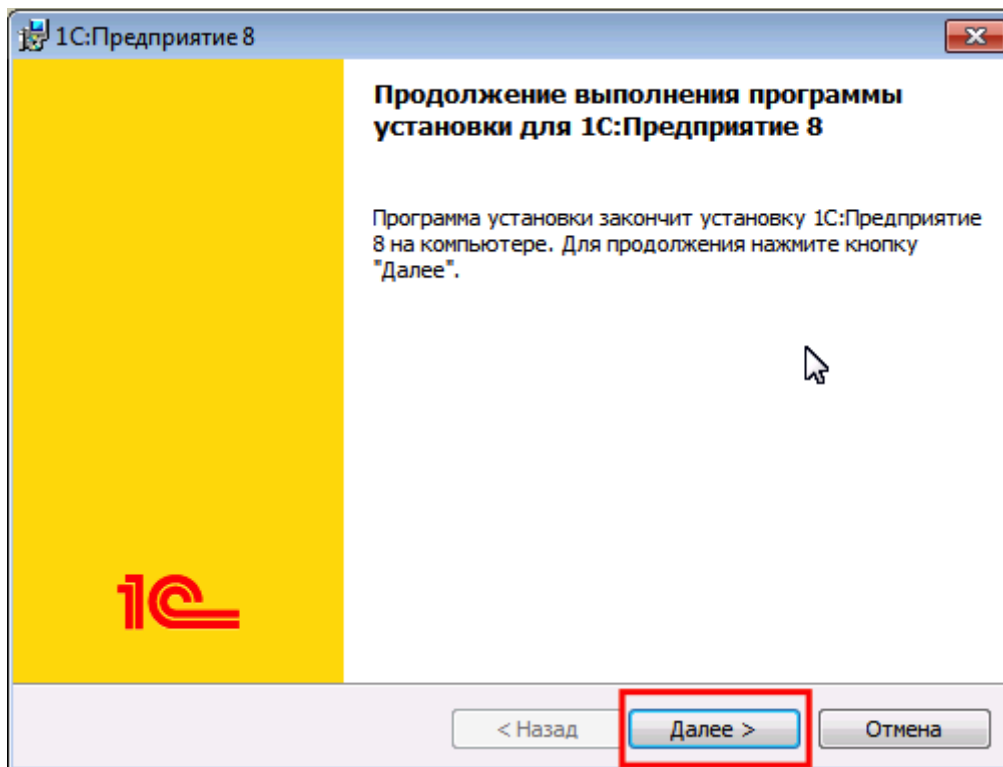 1С:Предприятие 8
Продолжение выполнения программы
установки для 1С:Предприятие 8
Программа установки закончит установку 1С:Предприятие
8 на компьютере. Для продолжения нажмите кнопку
"Далее".
1С
< Назад
Далее >
Отмена